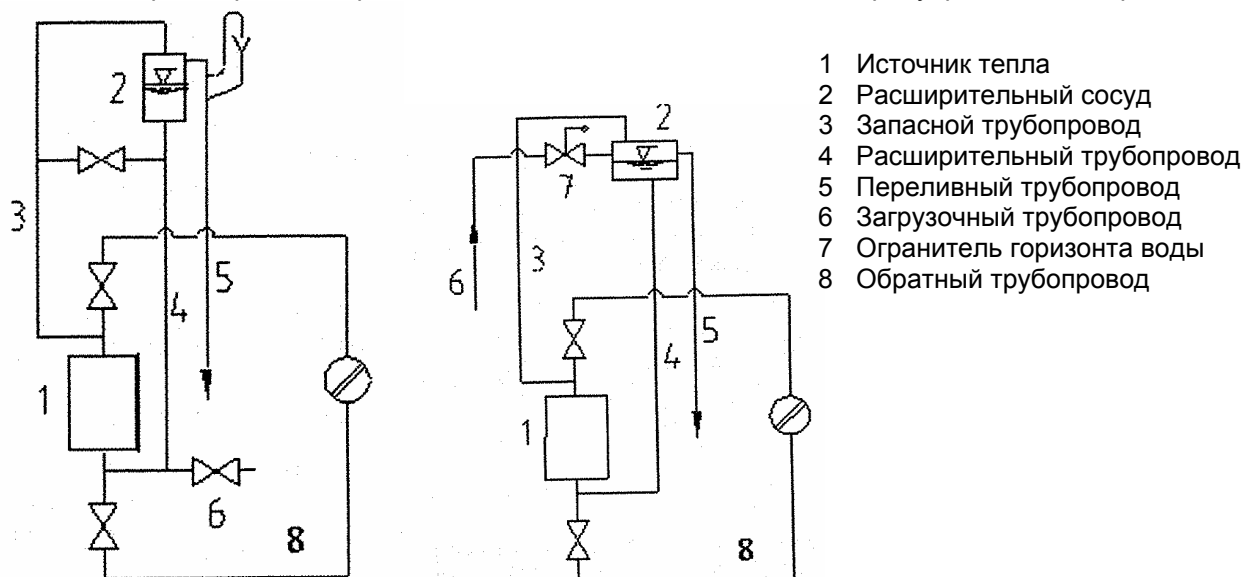 2
3
4
5
1
6
8
2
7
6
3
4
5
1
8
1 Источник тепла
2 Расширительный сосуд
3 Запасной трубопровод
4 Расширительный трубопровод
5 Переливный трубопровод
6 Загрузочный трубопровод
7 Огранитель горизонта воды
8 Обратный трубопровод